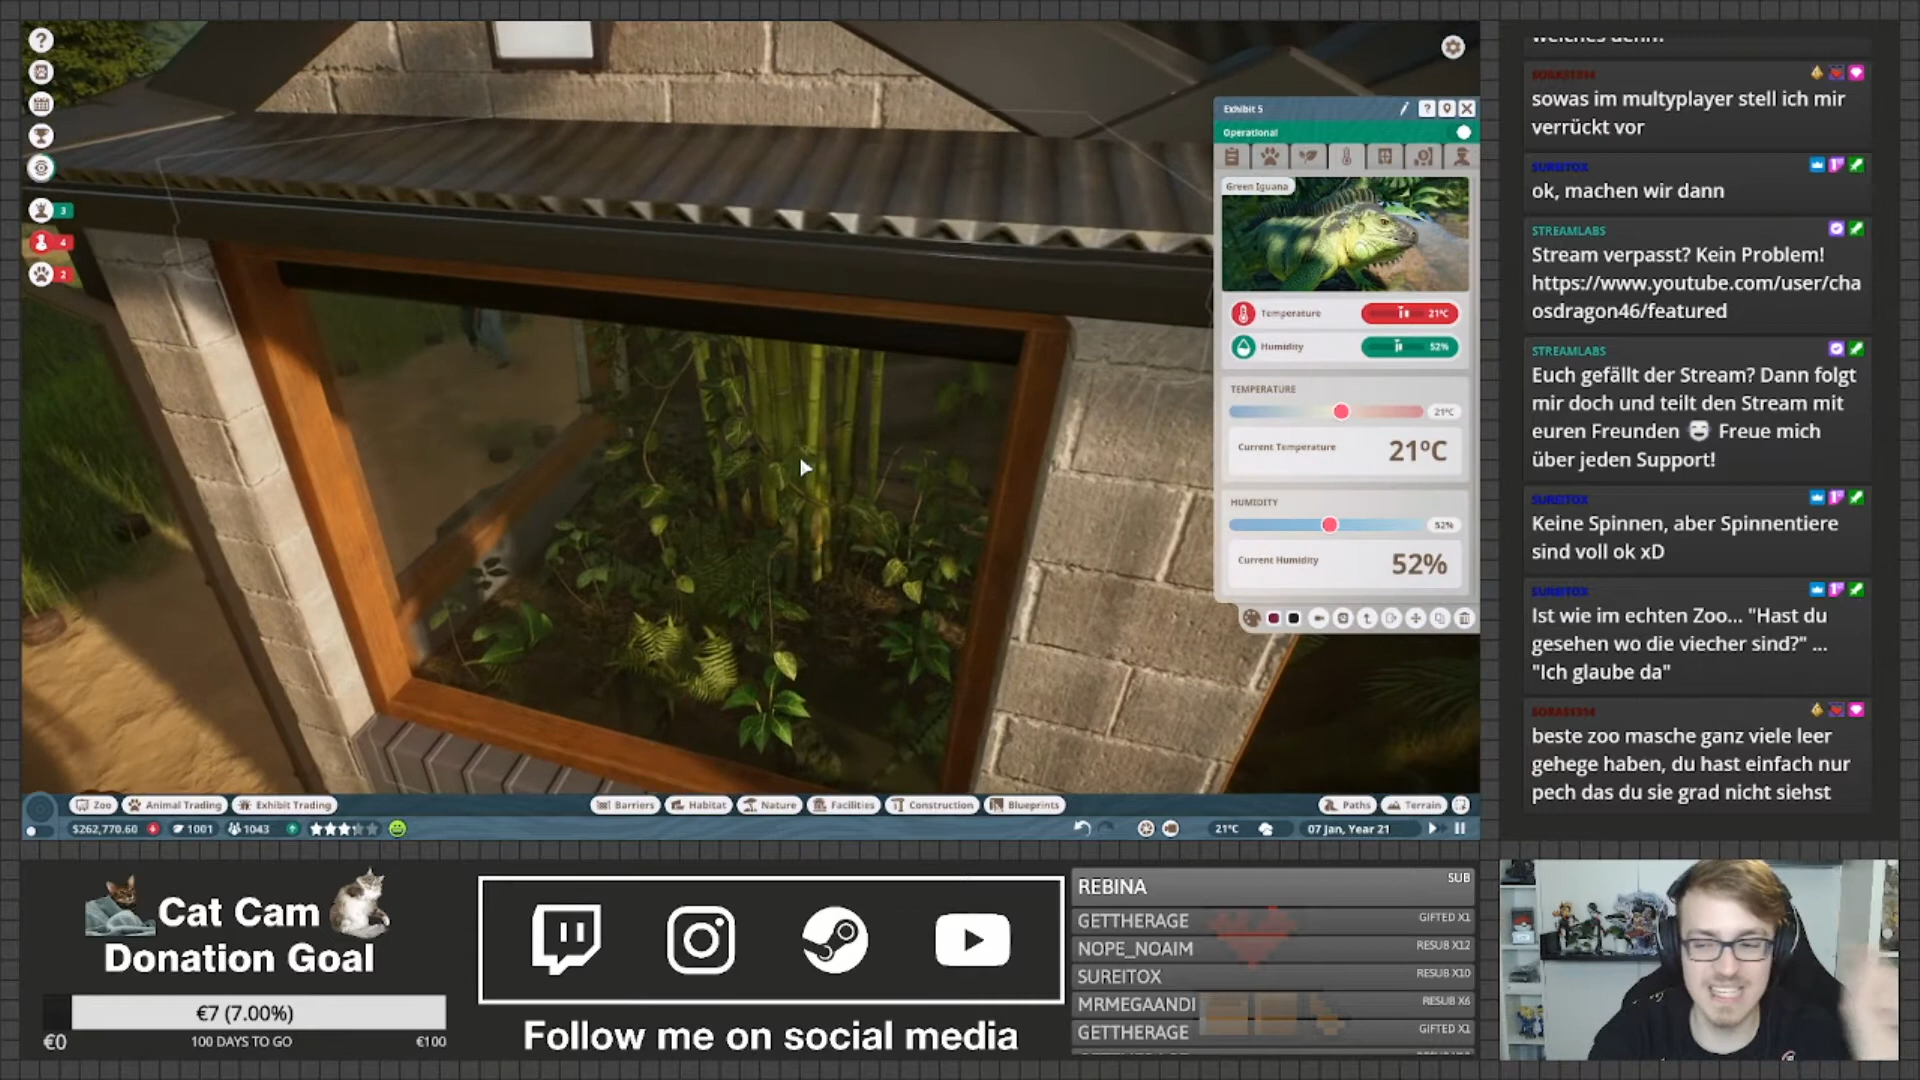 ?
3
4
2
Exhibit 5
?
Operational
Green Iguana
Temperature
21°C
Humidity
52%
TEMPERATURE
21°C
Current Temperature
21°C
HUMIDITY
52%
Current Humidity
52%
Zoo
Animal Trading
Exhibit Trading
Barriers
Habitat
Nature
Facilities
Construction
Blueprints
Paths
Terrain
$262,770.60
1001
1043
21°C
07 Jan, Year 21
SORAS1314
sowas im multyplayer stell ich mir
verrückt vor
SUREITOX
ok, machen wir dann
STREAMLABS
Stream verpasst? Kein Problem!
https://www.youtube.com/user/cha
osdragon46/featured
STREAMLABS
Euch gefällt der Stream? Dann folgt
mir doch und teilt den Stream mit
euren Freunden Freue mich
über jeden Support!
SUREITOX
Keine Spinnen, aber Spinnentiere
sind voll ok xD
SUREITOX
Ist wie im echten Zoo... "Hast du
gesehen wo die viecher sind?" ...
"Ich glaube da"
SORAS1314
beste zoo masche ganz viele leer
gehege haben, du hast einfach nur
pech das du sie grad nicht siehst
Cat Cam
Donation Goal
€7 (7.00%)
€0
100 DAYS TO GO
€100
Follow me on social media
REBINA SUB
GETTHERAGE GIFTED X1
NOPE_NOAIM RESUB X12
SUREITOX RESUB X10
MRMEGAANDI RESUB X6
GETTHERAGE GIFTED X1